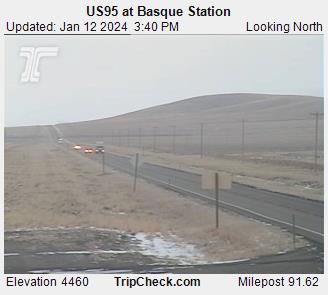 US95 at Basque Station
Updated: Jan 12 2024 3:40 PM Looking North
Elevation 4460 TripCheck.com Milepost 91.62